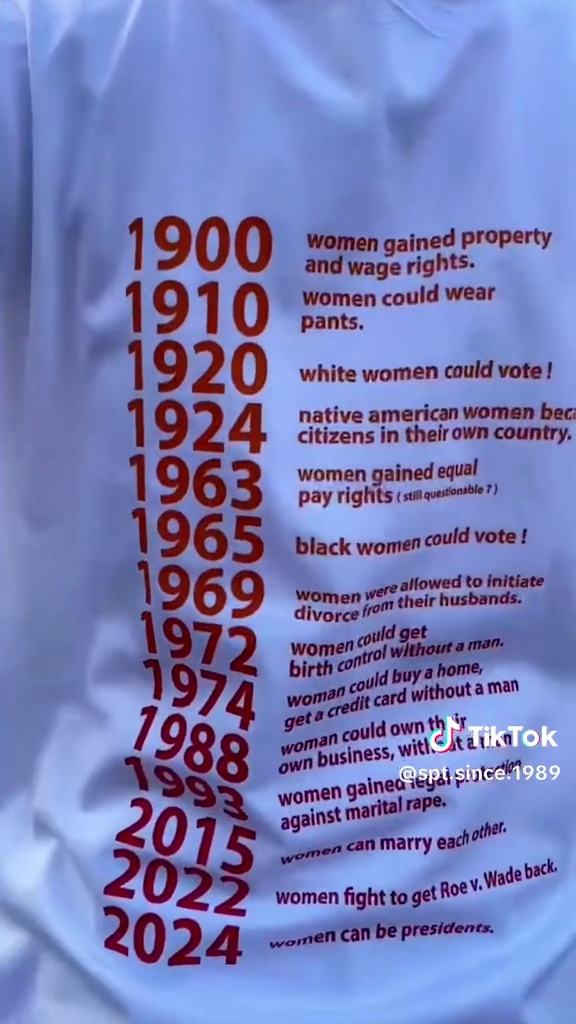 1900 women gained property
and wage rights.
1910 women could wear
pants.
1920 white women could vote !
1924 native american women
citizens in their own country.
1963 women gained equal
pay rights ( still questionable ? )
1965 black women could vote !
1969 women were allowed to initiate
divorce from their husbands.
1972 women could get
birth control without a man.
1974 woman could buy a home,
get a credit card without a man
1988 woman could own their
own business, without a man
1993 women gained legal protection
against marital rape.
2015 women can marry each other.
2022 women fight to get Roe v. Wade back.
2024 women can be presidents.
TikTok
@spt.since.1989